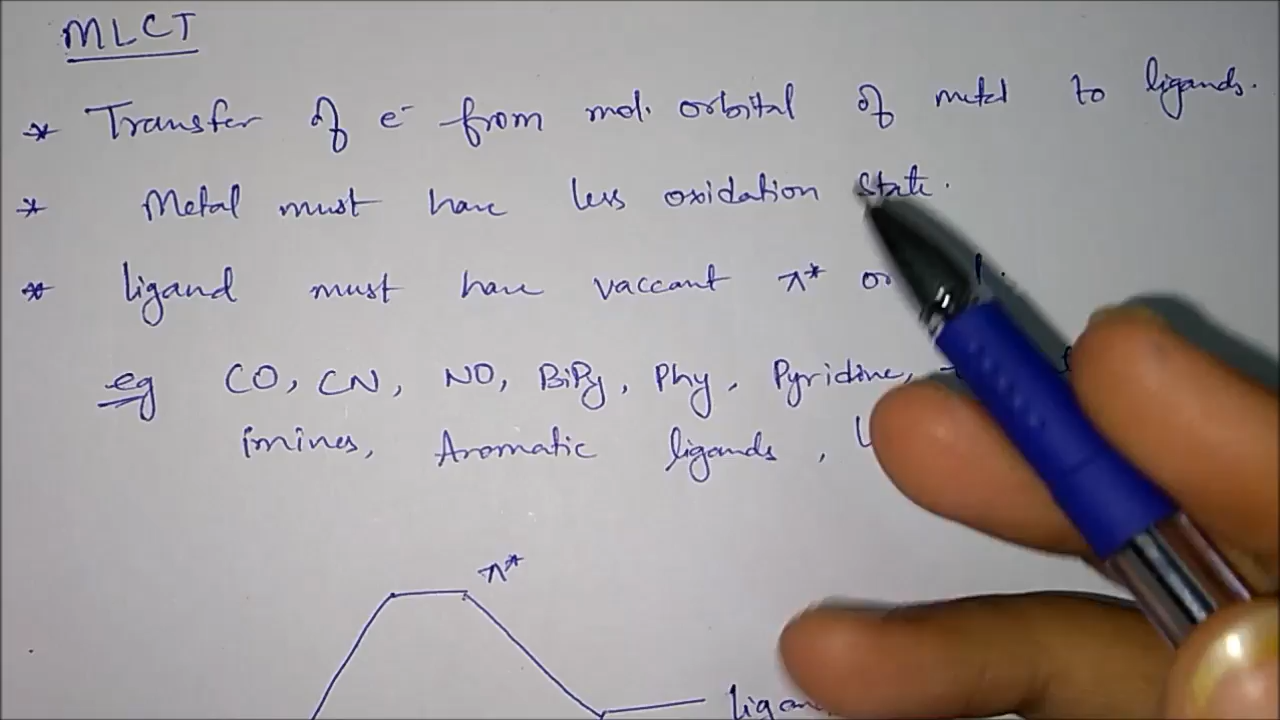 MLCT
* Transfer of e⁻ from mol. orbital of metal to ligands.
* Metal must have less oxidation state.
* ligand must have vaccant π*
eg CO, CN, NO, BiPy, Phy, Pyridine,
imines, Aromatic ligands,
π*